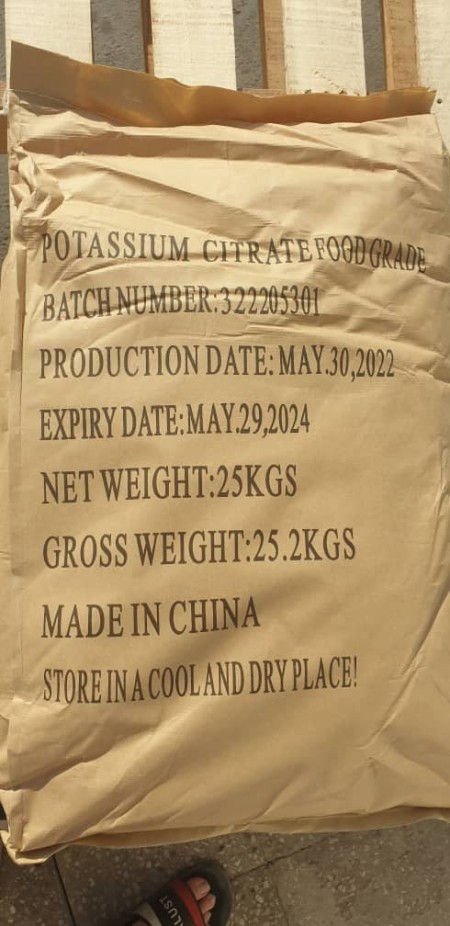 POTASSIUM CITRATE FOOD GRADE
BATCH NUMBER:322205301
PRODUCTION DATE: MAY.30,2022
EXPIRY DATE:MAY.29,2024
NET WEIGHT:25KGS
GROSS WEIGHT:25.2KGS
MADE IN CHINA
STORE IN A COOL AND DRY PLACE!